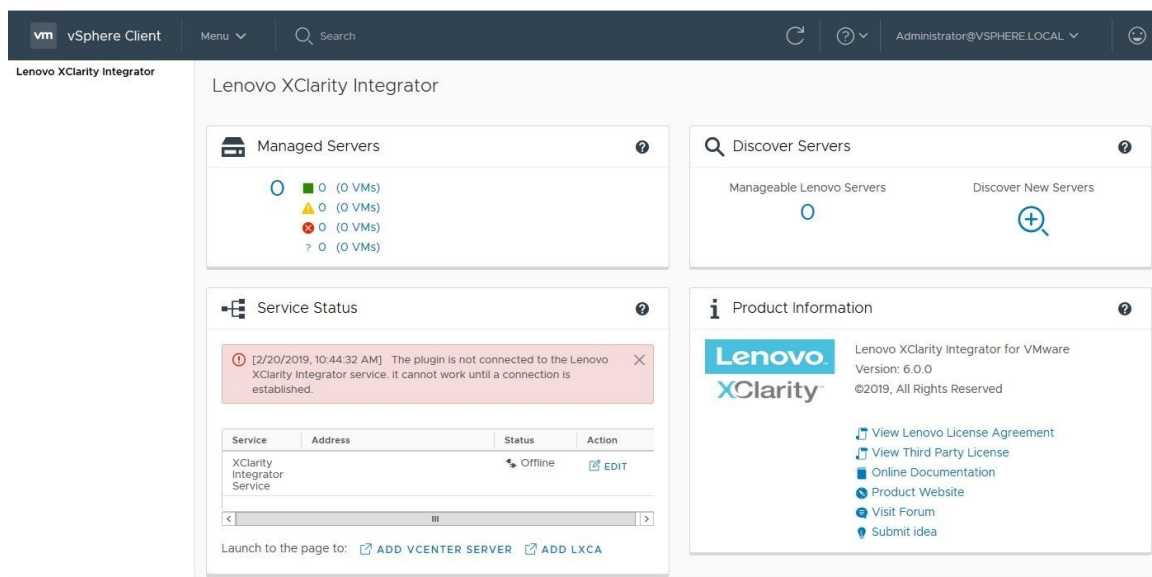 vm vSphere Client Menu Search Administrator@VSPHERE.LOCAL
Lenovo XClarity Integrator
Lenovo XClarity Integrator
Managed Servers
0
0 (0 VMs)
0 (0 VMs)
0 (0 VMs)
? 0 (0 VMs)
Discover Servers
Manageable Lenovo Servers
0
Discover New Servers
Service Status
[2/20/2019, 10:44:32 AM] The plugin is not connected to the Lenovo
XClarity Integrator service. it cannot work until a connection is
established.
Service Address Status Action
XClarity
Integrator
Service
Offline
EDIT
Launch to the page to: ADD VCENTER SERVER ADD LXCA
Product Information
Lenovo
XClarity
Lenovo XClarity Integrator for VMware
Version: 6.0.0
©2019, All Rights Reserved
View Lenovo License Agreement
View Third Party License
Online Documentation
Product Website
Visit Forum
Submit idea